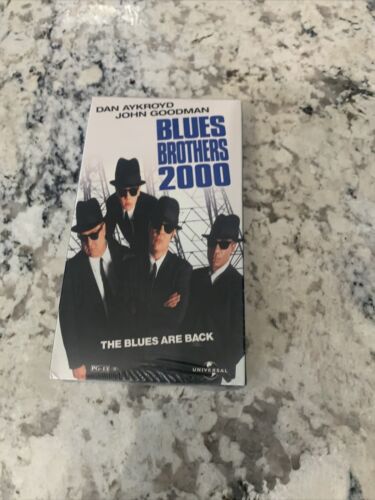 DAN AYKROYD
JOHN GOODMAN
BLUES
BROTHERS
2000
THE BLUES ARE BACK
PG-13
UNIVERSAL